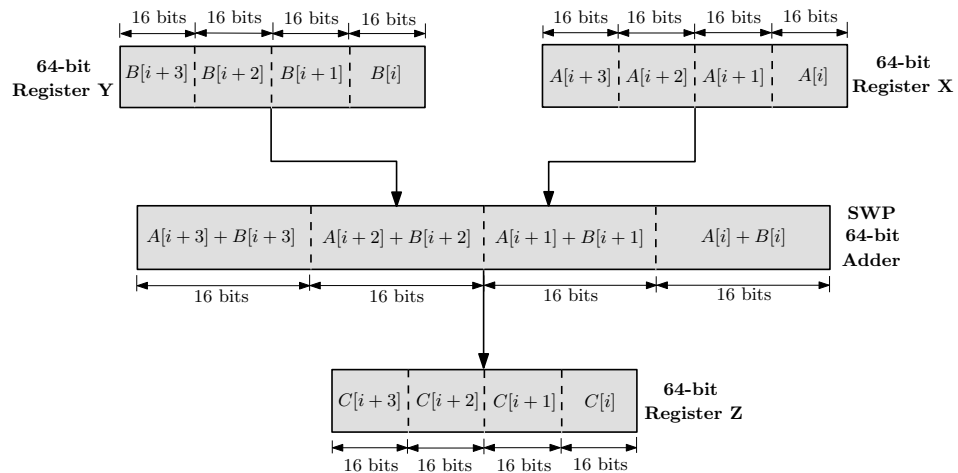 16 bits 16 bits 16 bits 16 bits
16 bits 16 bits 16 bits 16 bits
64-bit
Register Y
B[i+3] B[i+2] B[i+1] B[i]
A[i+3] A[i+2] A[i+1] A[i]
64-bit
Register X
A[i+3]+B[i+3] A[i+2]+B[i+2] A[i+1]+B[i+1] A[i]+B[i]
SWP
64-bit
Adder
16 bits 16 bits 16 bits 16 bits
C[i+3] C[i+2] C[i+1] C[i]
64-bit
Register Z
16 bits 16 bits 16 bits 16 bits